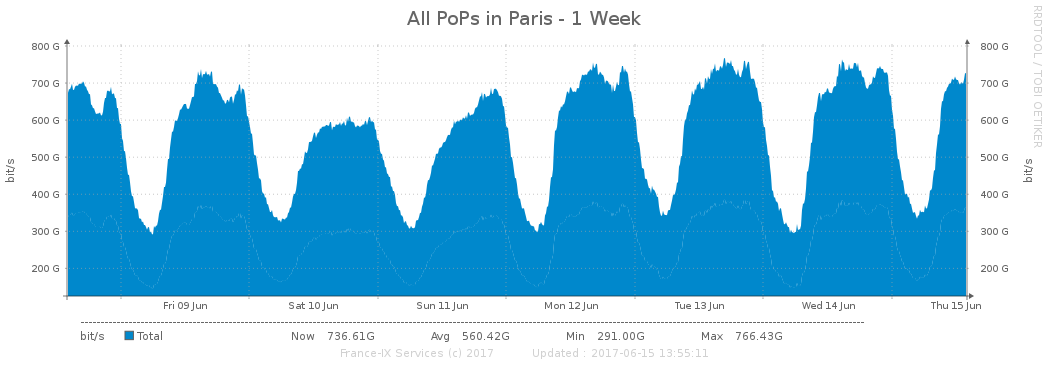 All PoPs in Paris - 1 Week
RRDTOOL / TOBI OETIKER
800 G 800 G
700 G 700 G
600 G 600 G
500 G 500 G
400 G 400 G
300 G 300 G
200 G 200 G
bit/s bit/s
Fri 09 Jun Sat 10 Jun Sun 11 Jun Mon 12 Jun Tue 13 Jun Wed 14 Jun Thu 15 Jun
bit/s Total Now 736.61G Avg 560.42G Min 291.00G Max 766.43G
France-IX Services (c) 2017 Updated : 2017-06-15 13:55:11